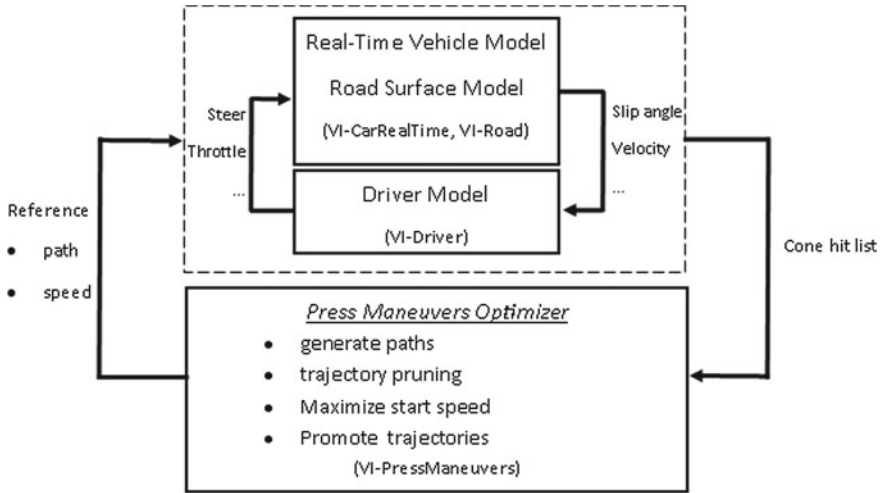 Real-Time Vehicle Model
Road Surface Model
(VI-CarRealTime, VI-Road)
Steer
Throttle
...
Slip angle
Velocity
...
Driver Model
(VI-Driver)
Reference
• path
• speed
Cone hit list
Press Maneuvers Optimizer
• generate paths
• trajectory pruning
• Maximize start speed
• Promote trajectories
(VI-PressManeuvers)